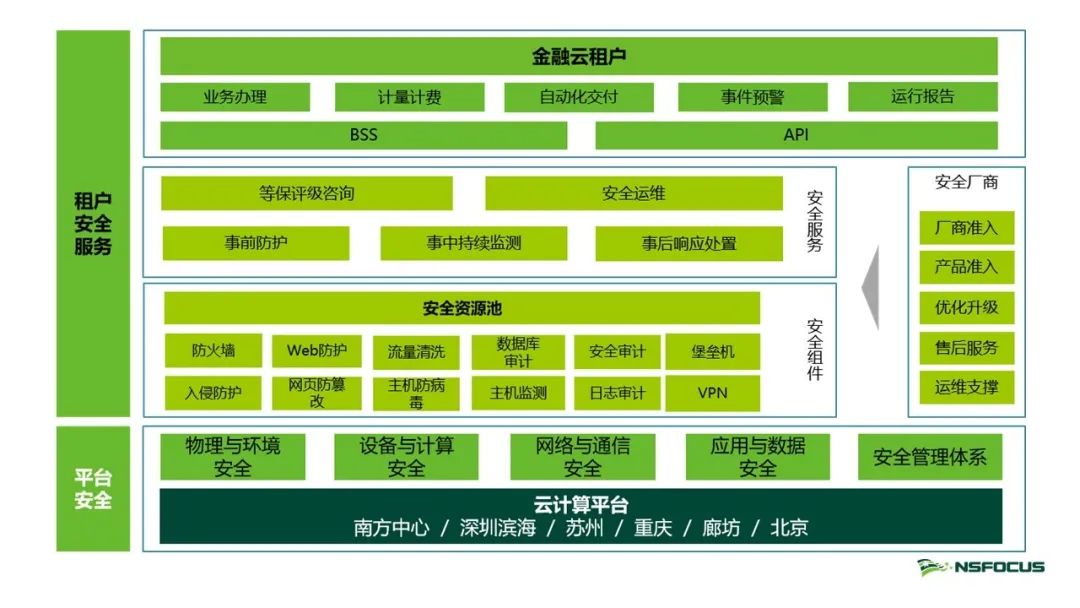 租户
安全
服务
金融云租户
业务办理
计量计费
自动化交付
事件预警
运行报告
BSS
API
等保评级咨询
安全运维
事前防护
事中持续监测
事后响应处置
安全服务
安全资源池
防火墙
Web防护
流量清洗
数据库
审计
安全审计
堡垒机
入侵防护
网页防篡
改
主机防病
毒
主机监测
日志审计
VPN
安全组件
安全厂商
厂商准入
产品准入
优化升级
售后服务
运维支撑
平台
安全
物理与环境
安全
设备与计算
安全
网络与通信
安全
应用与数据
安全
安全管理体系
云计算平台
南方中心 / 深圳滨海 / 苏州 / 重庆 / 廊坊 / 北京
NSFOCUS